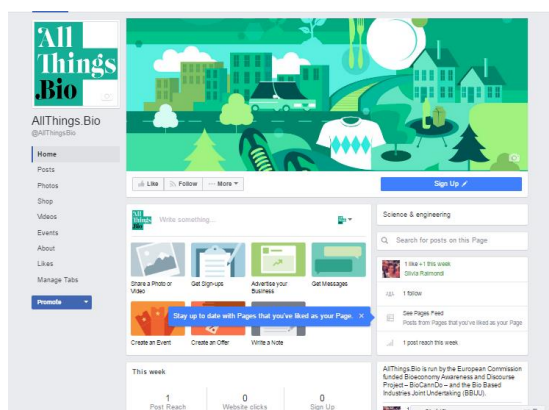 All
Things
.Bio
AllThings.Bio
@AllThingsBio
Home
Posts
Photos
Shop
Videos
Events
About
Likes
Manage Tabs
Promote
Like Follow More
Sign Up
All
Things
.Bio
Write something...
Share a Photo or
Video
Get Sign-ups
Advertise your
Business
Get Messages
Stay up to date with Pages that you've liked as your Page. ×
Create an Event
Create an Offer
Write a Note
This week
1
Post Reach
0
Website clicks
0
Sign Up
Science & engineering
Search for posts on this Page
1 like +1 this week
Silvia Raimondi
1 follow
See Pages Feed
Posts from Pages that you've liked as your Page
1 post reach this week
AllThings.Bio is run by the European Commission
funded Bioeconomy Awareness and Discourse
Project – BioCannDo – and the Bio Based
Industries Joint Undertaking (BBUU).